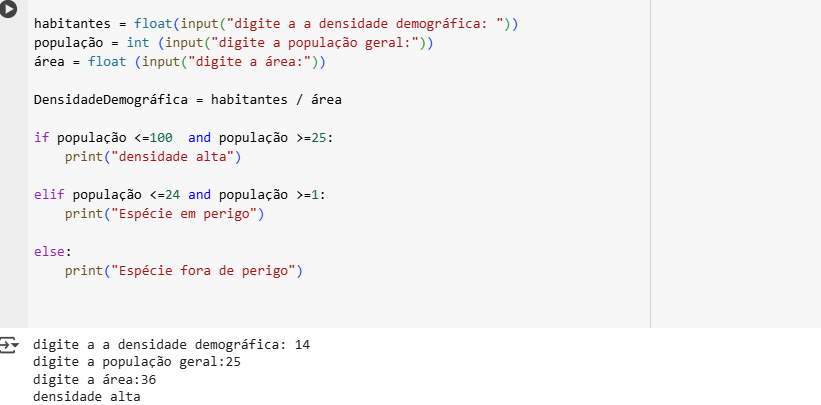 habitantes = float(input("digite a a densidade demográfica: "))
população = int (input("digite a população geral:"))
área = float (input("digite a área:"))
DensidadeDemográfica = habitantes / área
if população <=100  and população >=25:
    print("densidade alta")
elif população <=24 and população >=1:
    print("Espécie em perigo")
else:
    print("Espécie fora de perigo")
digite a a densidade demográfica: 14
digite a população geral:25
digite a área:36
densidade alta